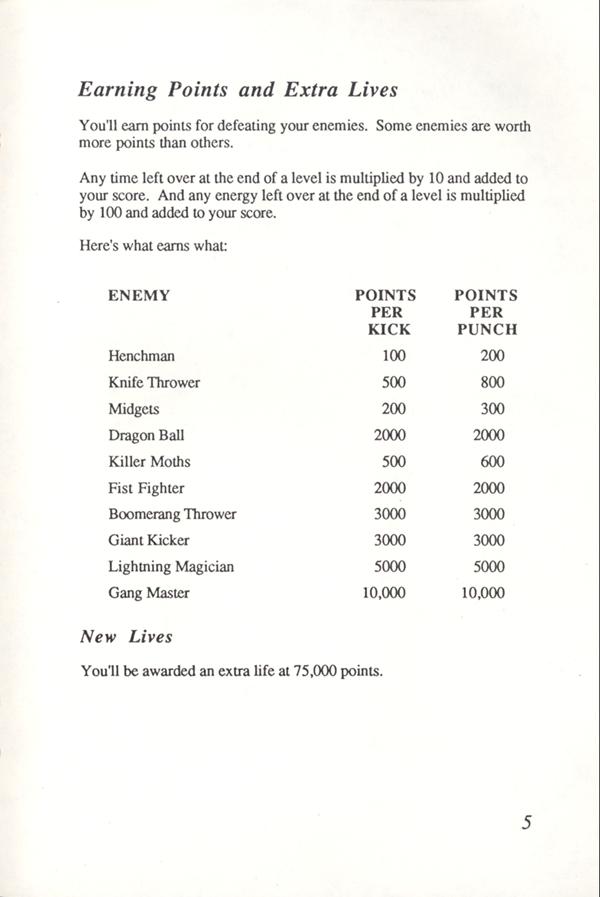 Earning Points and Extra Lives
You'll earn points for defeating your enemies. Some enemies are worth
more points than others.
Any time left over at the end of a level is multiplied by 10 and added to
your score. And any energy left over at the end of a level is multiplied
by 100 and added to your score.
Here's what earns what:
ENEMY POINTS POINTS
PER PER
KICK PUNCH
Henchman 100 200
Knife Thrower 500 800
Midgets 200 300
Dragon Ball 2000 2000
Killer Moths 500 600
Fist Fighter 2000 2000
Boomerang Thrower 3000 3000
Giant Kicker 3000 3000
Lightning Magician 5000 5000
Gang Master 10,000 10,000
New Lives
You'll be awarded an extra life at 75,000 points.
5